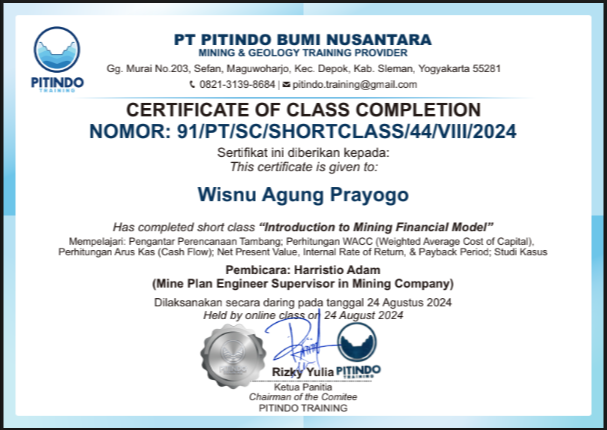 PT PITINDO BUMI NUSANTARA
MINING & GEOLOGY TRAINING PROVIDER
Gg. Murai No.203, Sefan, Maguwoharjo, Kec. Depok, Kab. Sleman, Yogyakarta 55281
0821-3139-8684 | pitindo.training@gmail.com
PITINDO
TRAINING
CERTIFICATE OF CLASS COMPLETION
NOMOR: 91/PT/SC/SHORTCLASS/44/VIII/2024
Sertifikat ini diberikan kepada:
This certificate is given to:
Wisnu Agung Prayogo
Has completed short class “Introduction to Mining Financial Model”
Mempelajari: Pengantar Perencanaan Tambang; Perhitungan WACC (Weighted Average Cost of Capital),
Perhitungan Arus Kas (Cash Flow); Net Present Value, Internal Rate of Return, & Payback Period; Studi Kasus
Pembicara: Harristio Adam
(Mine Plan Engineer Supervisor in Mining Company)
Dilaksanakan secara daring pada tanggal 24 Agustus 2024
Held by online class on 24 August 2024
Rizky Yulia
PITINDO
TRAINING
Ketua Panitia
Chairman of the Comitee
PITINDO TRAINING